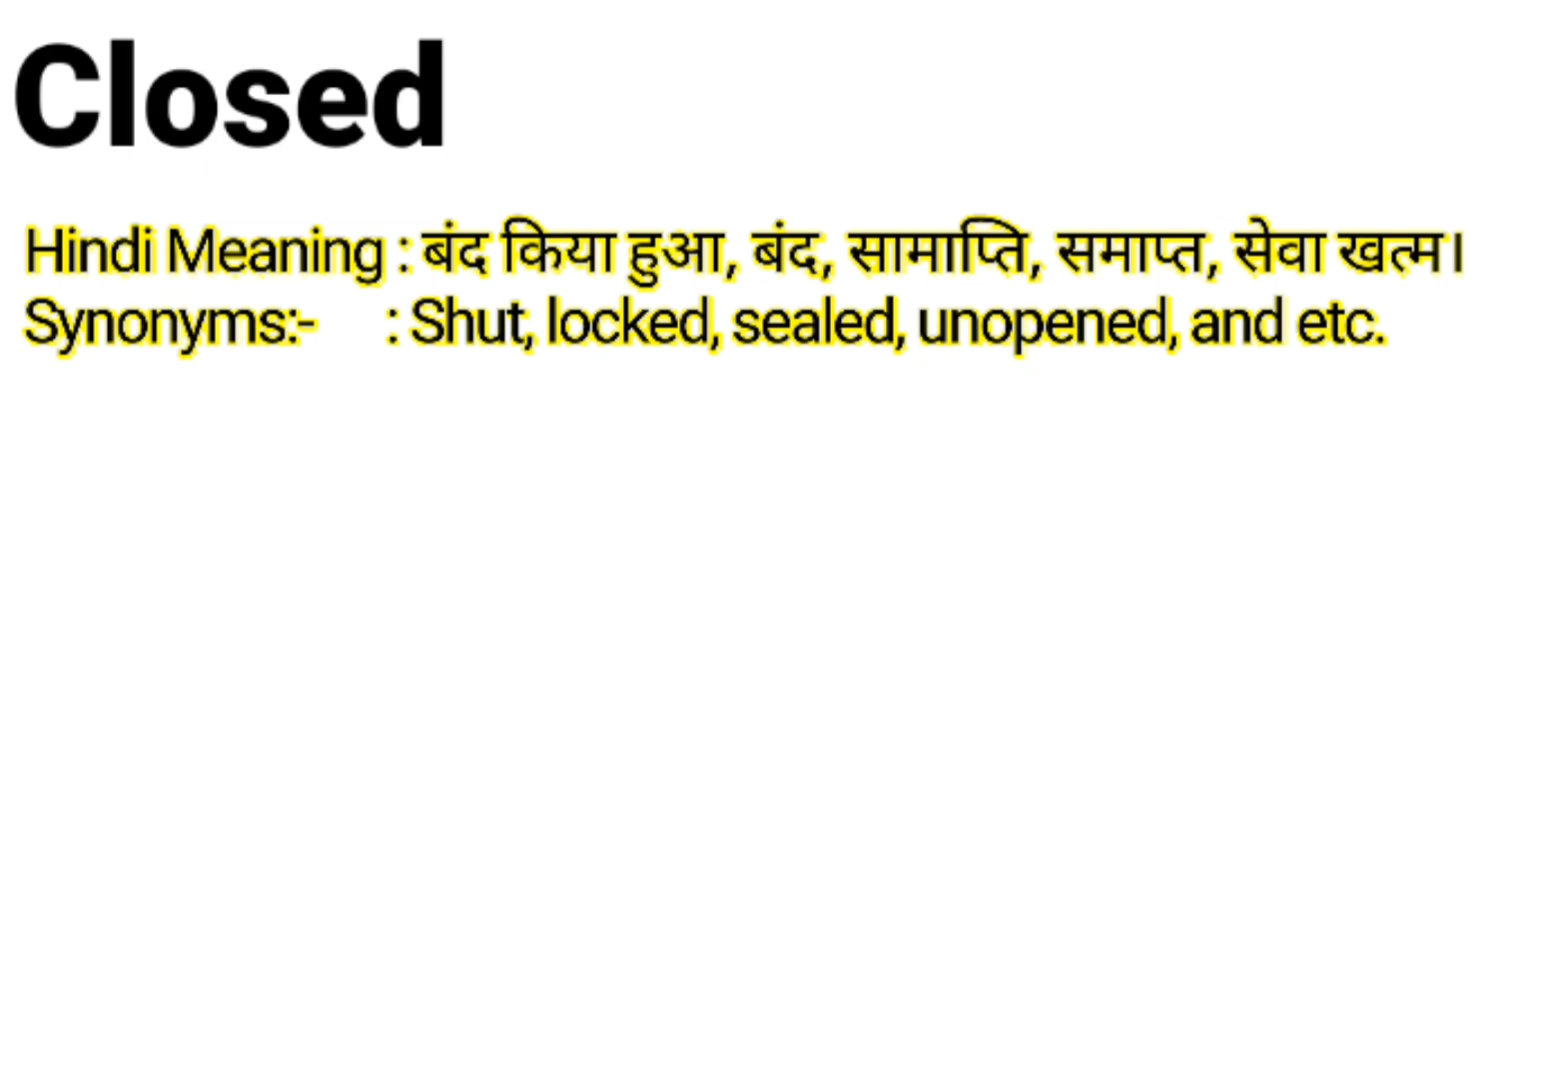 Closed
Hindi Meaning : बंद किया हुआ, बंद, सामाप्ति, समाप्त, सेवा खत्म।
Synonyms:- : Shut, locked, sealed, unopened, and etc.